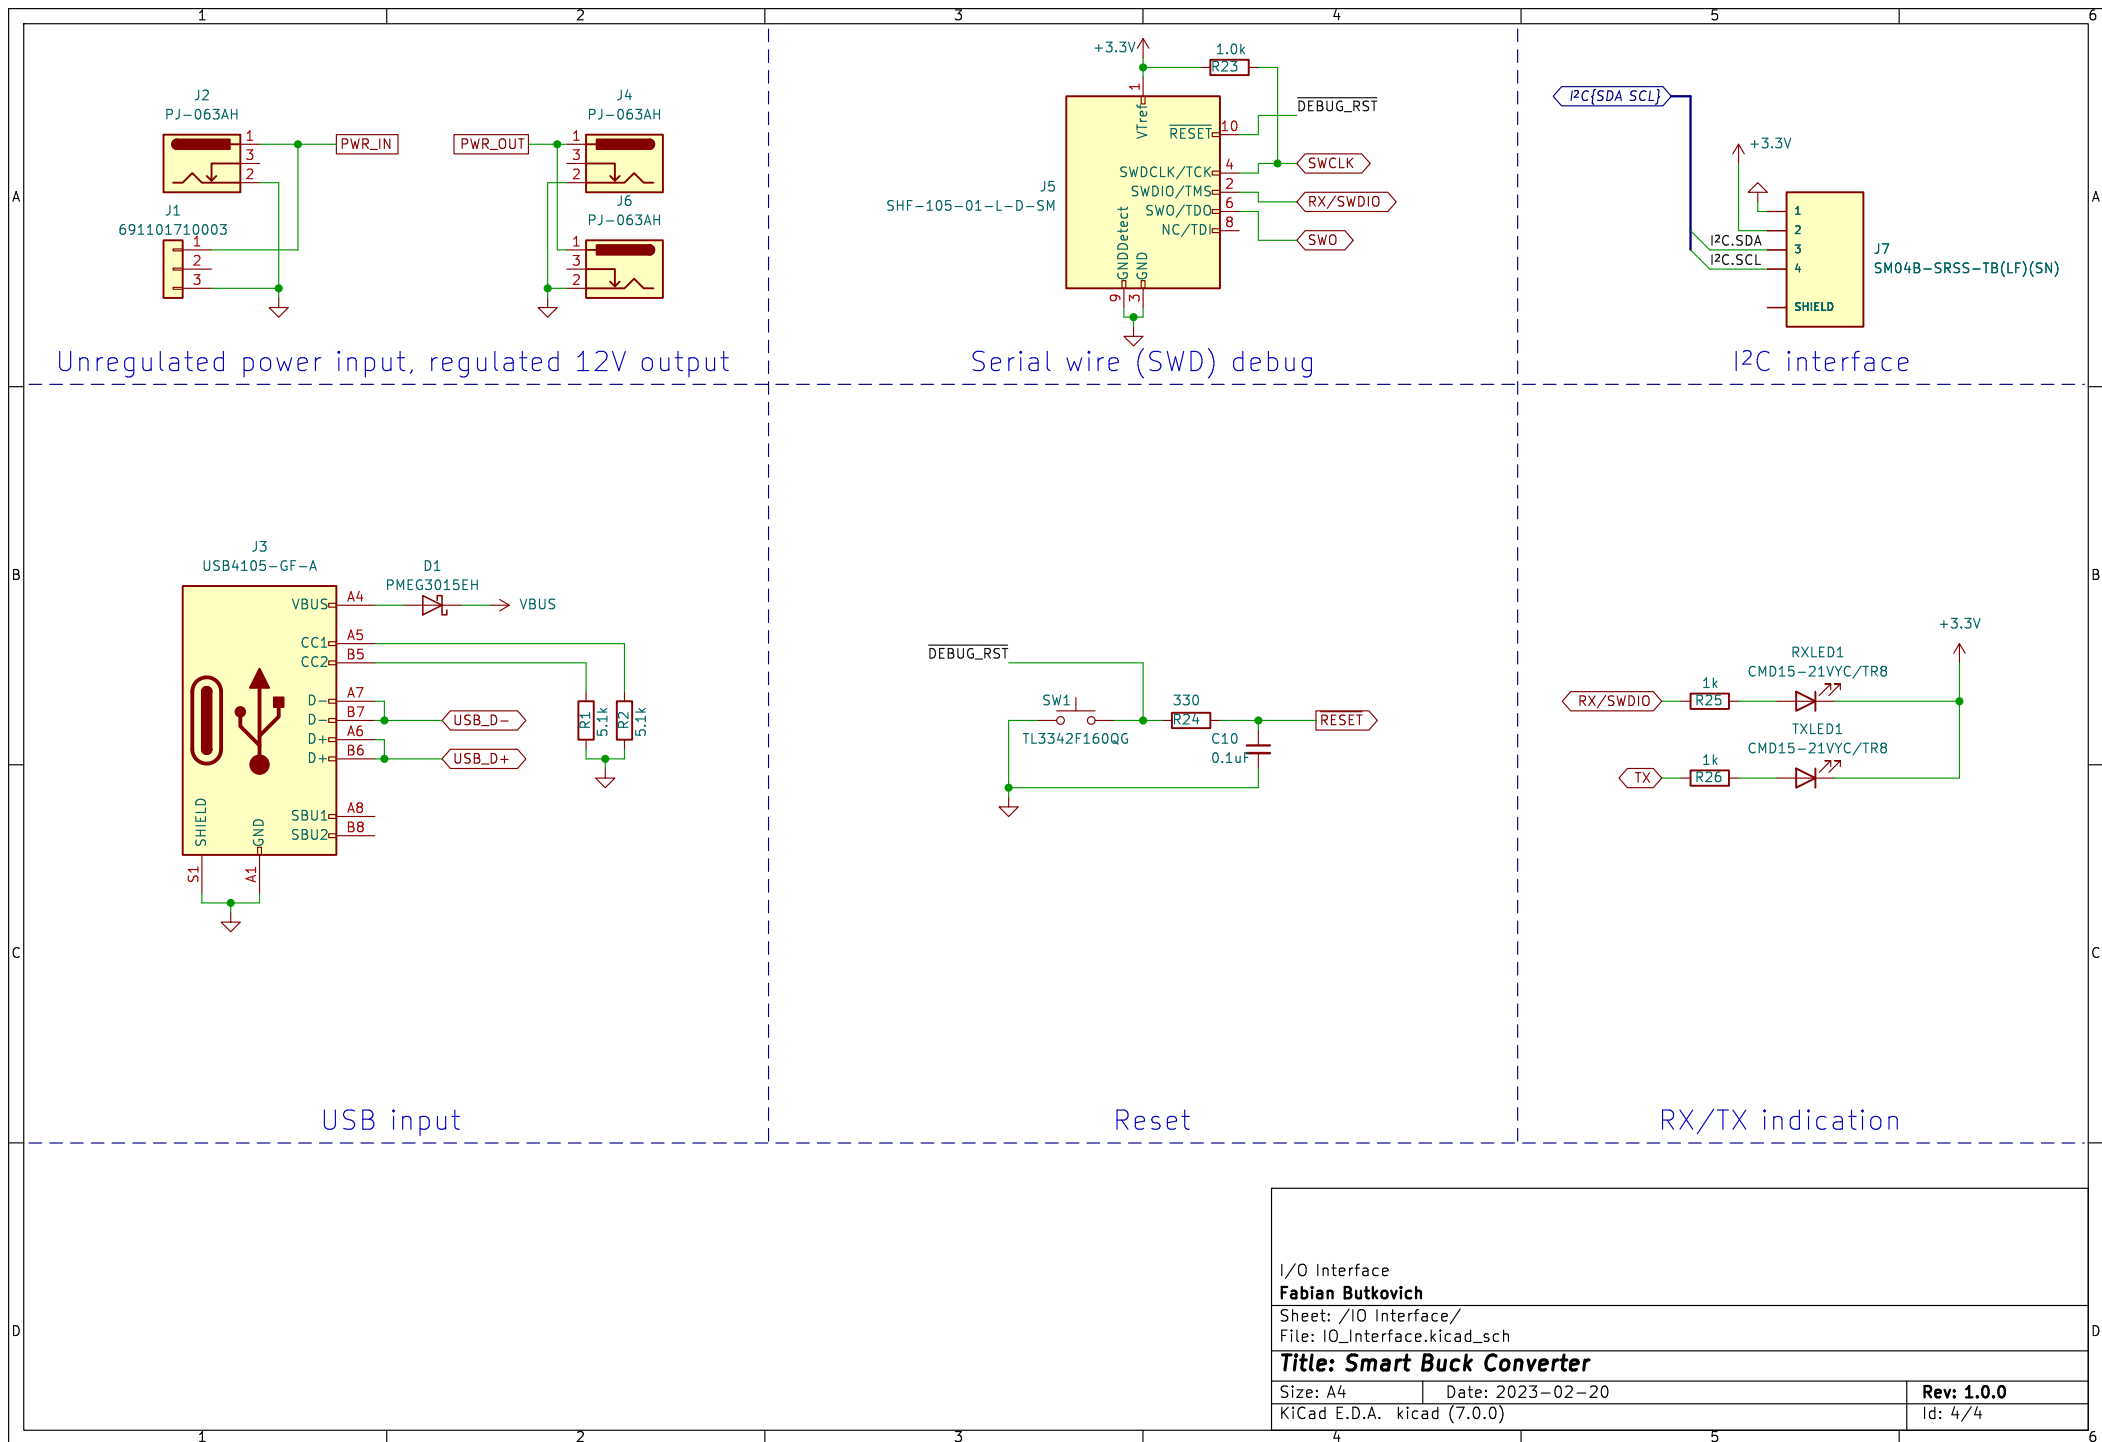 1 2 3 4 5 6
A
B
C
D
J2
PJ-063AH
1
3
2
PWR_IN
J1
691101710003
1
2
3
J4
PJ-063AH
PWR_OUT
1
3
2
J6
PJ-063AH
1
3
2
Unregulated power input, regulated 12V output
+3.3V
1.0k
R23
1
VTref
DEBUG_RST
RESET 10
SWDCLK/TCK 4
SWCLK
SWDIO/TMS 2
RX/SWDIO
SWO/TDO 6
NC/TDI 8
SWO
J5
SHF-105-01-L-D-SM
GNDDetect
GND
9
3
Serial wire (SWD) debug
I²C{SDA SCL}
+3.3V
1
2
I²C.SDA
3
I²C.SCL
4
SHIELD
J7
SM04B-SRSS-TB(LF)(SN)
I²C interface
J3
USB4105-GF-A
D1
PMEG3015EH
VBUS A4
VBUS
CC1 A5
CC2 B5
D- A7
D- B7
USB_D-
D+ A6
D+ B6
USB_D+
R1
5.1k
R2
5.1k
SBU1 A8
SBU2 B8
SHIELD
GND
S1
A1
USB input
DEBUG_RST
SW1
TL3342F160QG
330
R24
RESET
C10
0.1uF
Reset
+3.3V
RXLED1
CMD15-21VYC/TR8
RX/SWDIO
1k
R25
TXLED1
CMD15-21VYC/TR8
TX
1k
R26
RX/TX indication
I/O Interface
Fabian Butkovich
Sheet: /IO Interface/
File: IO_Interface.kicad_sch
Title: Smart Buck Converter
Size: A4 Date: 2023-02-20 Rev: 1.0.0
KiCad E.D.A. kicad (7.0.0) Id: 4/4
A
B
C
D
1 2 3 4 5 6